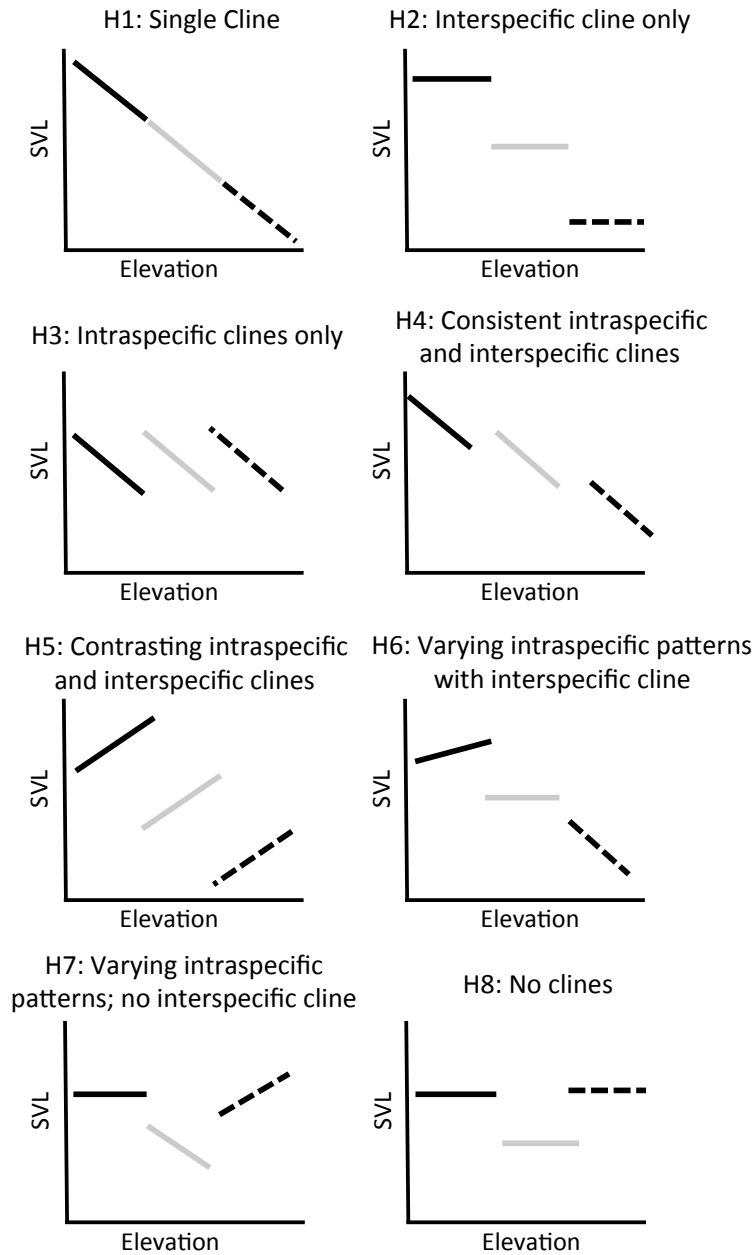 H1: Single Cline
SVL
Elevation
H2: Interspecific cline only
SVL
Elevation
H3: Intraspecific clines only
SVL
Elevation
H4: Consistent intraspecific
and interspecific clines
SVL
Elevation
H5: Contrasting intraspecific
and interspecific clines
SVL
Elevation
H6: Varying intraspecific patterns
with interspecific cline
SVL
Elevation
H7: Varying intraspecific
patterns; no interspecific cline
SVL
Elevation
H8: No clines
SVL
Elevation